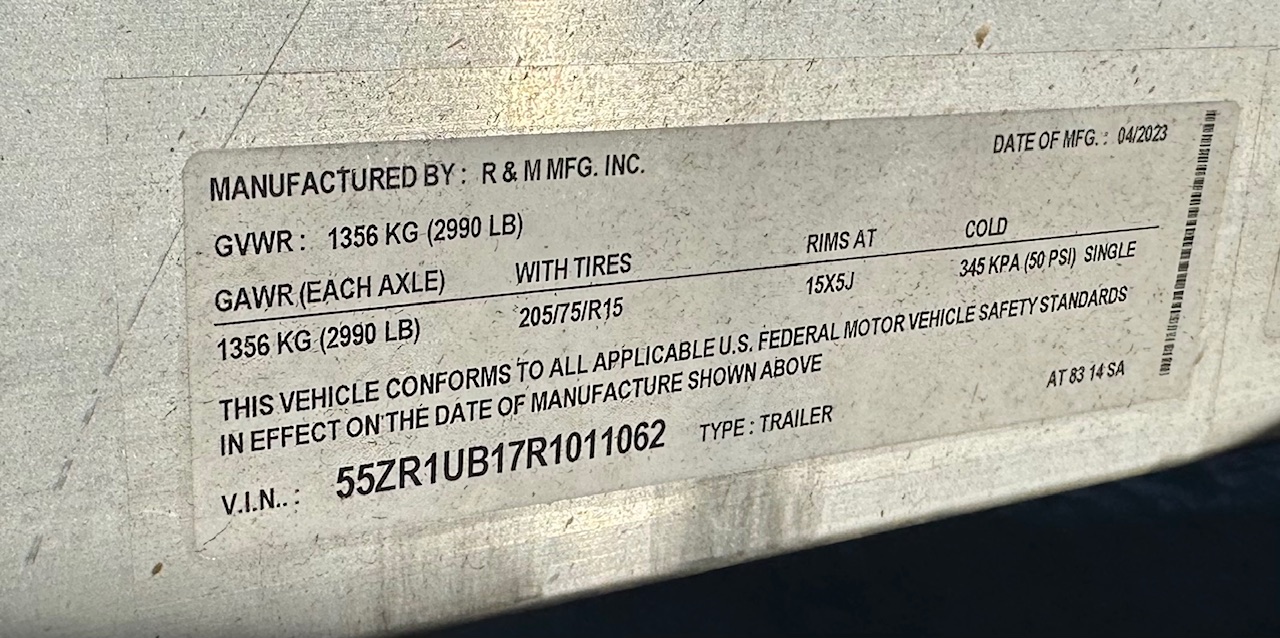 DATE OF MFG. : 04/2023
MANUFACTURED BY : R & M MFG. INC.
GVWR : 1356 KG (2990 LB)
GAWR (EACH AXLE) WITH TIRES RIMS AT COLD
1356 KG (2990 LB) 205/75/R15 15X5J 345 KPA (50 PSI) SINGLE
THIS VEHICLE CONFORMS TO ALL APPLICABLE U.S. FEDERAL MOTOR VEHICLE SAFETY STANDARDS
IN EFFECT ON THE DATE OF MANUFACTURE SHOWN ABOVE
AT 83 14 SA
V.I.N.. : 55ZR1UB17R1011062 TYPE : TRAILER